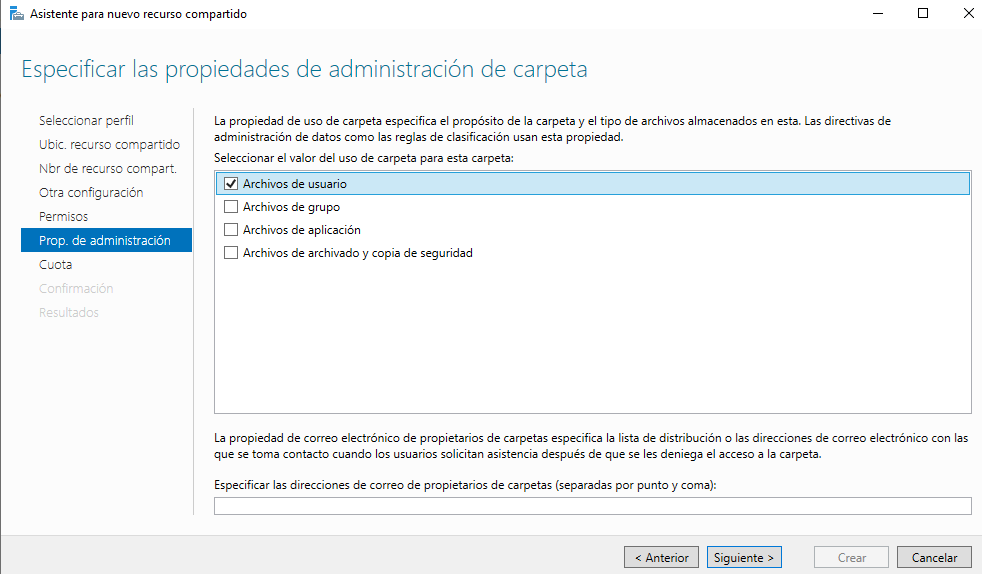 Asistente para nuevo recurso compartido
Especificar las propiedades de administración de carpeta
Seleccionar perfil
Ubic. recurso compartido
Nbr de recurso compart.
Otra configuración
Permisos
Prop. de administración
Cuota
Confirmación
Resultados
La propiedad de uso de carpeta especifica el propósito de la carpeta y el tipo de archivos almacenados en esta. Las directivas de
administración de datos como las reglas de clasificación usan esta propiedad.
Seleccionar el valor del uso de carpeta para esta carpeta:
Archivos de usuario
Archivos de grupo
Archivos de aplicación
Archivos de archivado y copia de seguridad
La propiedad de correo electrónico de propietarios de carpetas especifica la lista de distribución o las direcciones de correo electrónico con las
que se toma contacto cuando los usuarios solicitan asistencia después de que se les deniega el acceso a la carpeta.
Especificar las direcciones de correo de propietarios de carpetas (separadas por punto y coma):
< Anterior
Siguiente >
Crear
Cancelar